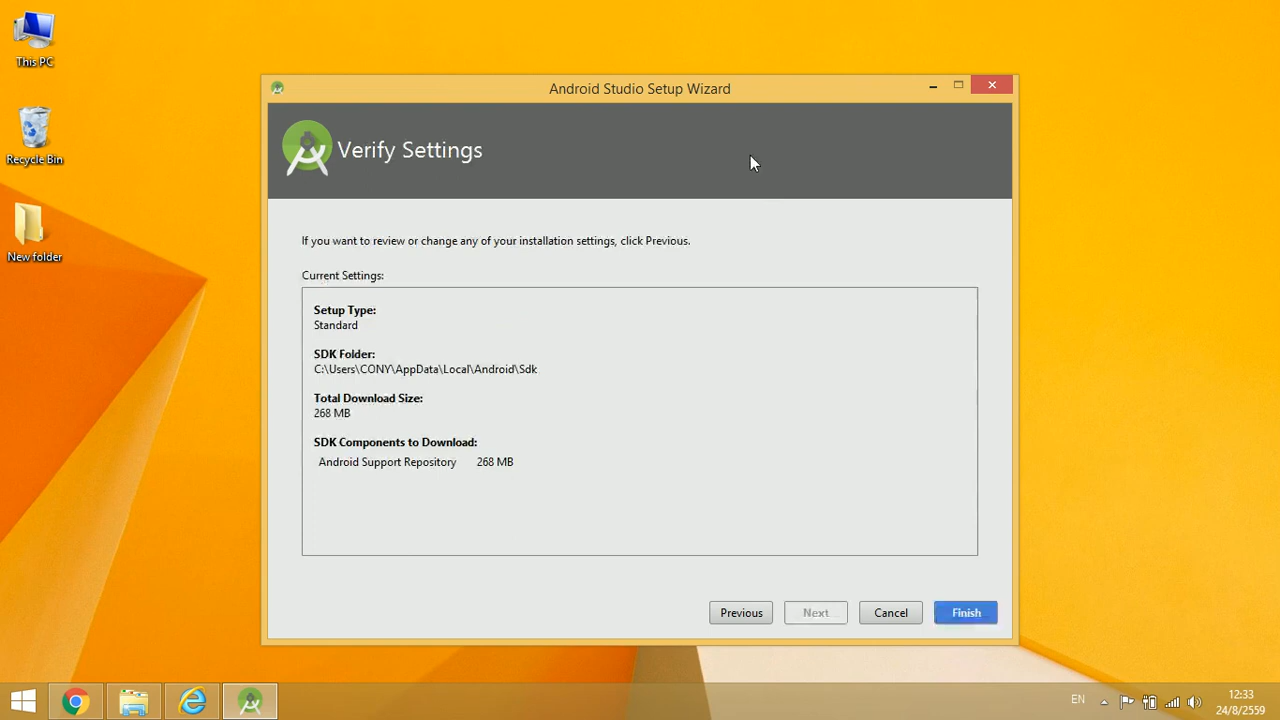 This PC
Recycle Bin
New folder
Android Studio Setup Wizard
Verify Settings
If you want to review or change any of your installation settings, click Previous.
Current Settings:
Setup Type:
Standard
SDK Folder:
C:\Users\CONY\AppData\Local\Android\Sdk
Total Download Size:
268 MB
SDK Components to Download:
Android Support Repository 268 MB
Previous
Next
Cancel
Finish
EN
12:33
24/8/2559